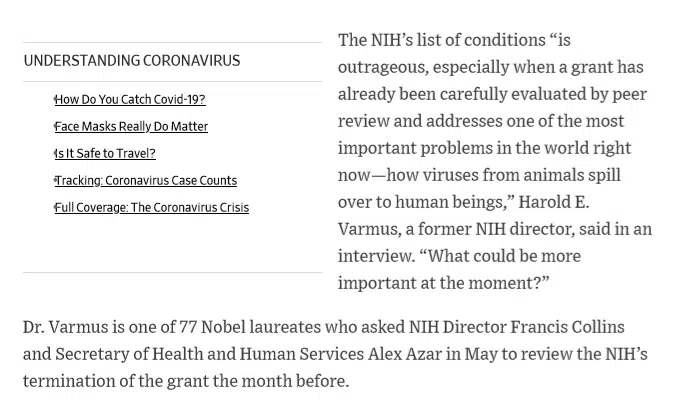 UNDERSTANDING CORONAVIRUS
How Do You Catch Covid-19?
Face Masks Really Do Matter
Is It Safe to Travel?
Tracking: Coronavirus Case Counts
Full Coverage: The Coronavirus Crisis
The NIH’s list of conditions “is
outrageous, especially when a grant has
already been carefully evaluated by peer
review and addresses one of the most
important problems in the world right
now—how viruses from animals spill
over to human beings,” Harold E.
Varmus, a former NIH director, said in an
interview. “What could be more
important at the moment?”
Dr. Varmus is one of 77 Nobel laureates who asked NIH Director Francis Collins
and Secretary of Health and Human Services Alex Azar in May to review the NIH’s
termination of the grant the month before.